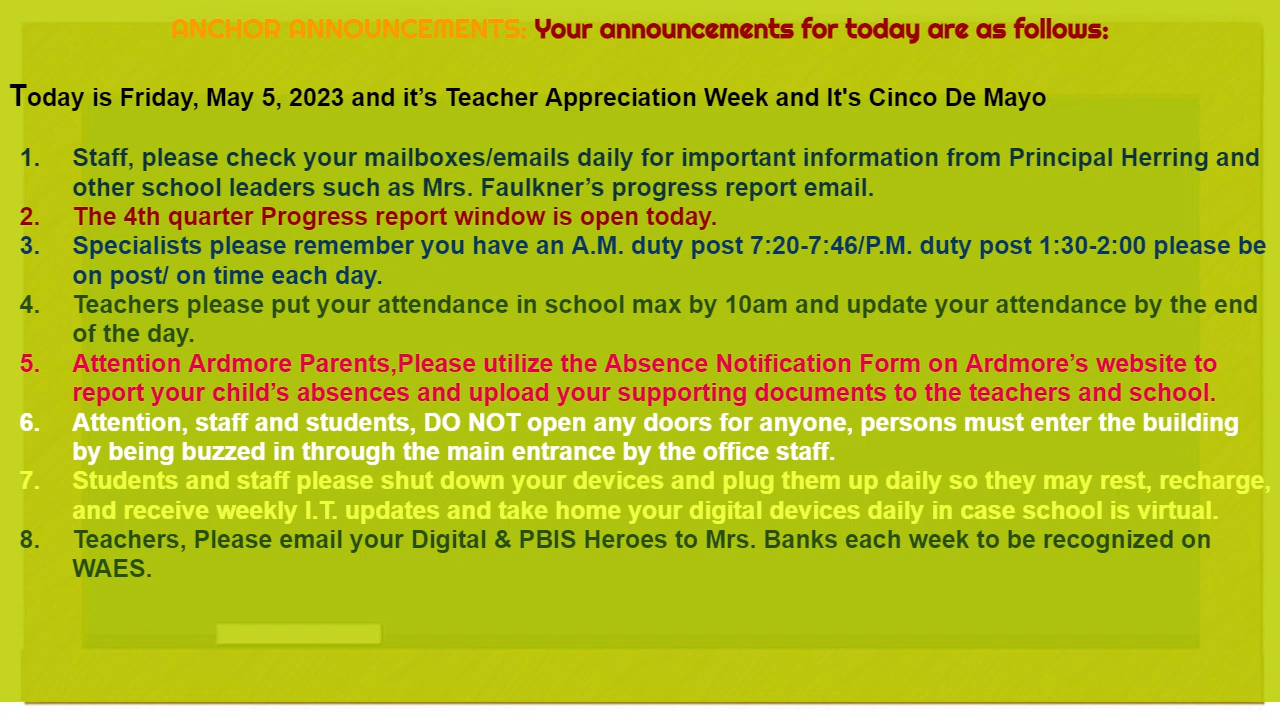 ANCHOR ANNOUNCEMENTS: Your announcements for today are as follows:
Today is Friday, May 5, 2023 and it’s Teacher Appreciation Week and It's Cinco De Mayo
1. Staff, please check your mailboxes/emails daily for important information from Principal Herring and
other school leaders such as Mrs. Faulkner’s progress report email.
2. The 4th quarter Progress report window is open today.
3. Specialists please remember you have an A.M. duty post 7:20-7:46/P.M. duty post 1:30-2:00 please be
on post/ on time each day.
4. Teachers please put your attendance in school max by 10am and update your attendance by the end
of the day.
5. Attention Ardmore Parents,Please utilize the Absence Notification Form on Ardmore’s website to
report your child’s absences and upload your supporting documents to the teachers and school.
6. Attention, staff and students, DO NOT open any doors for anyone, persons must enter the building
by being buzzed in through the main entrance by the office staff.
7. Students and staff please shut down your devices and plug them up daily so they may rest, recharge,
and receive weekly I.T. updates and take home your digital devices daily in case school is virtual.
8. Teachers, Please email your Digital & PBIS Heroes to Mrs. Banks each week to be recognized on
WAES.